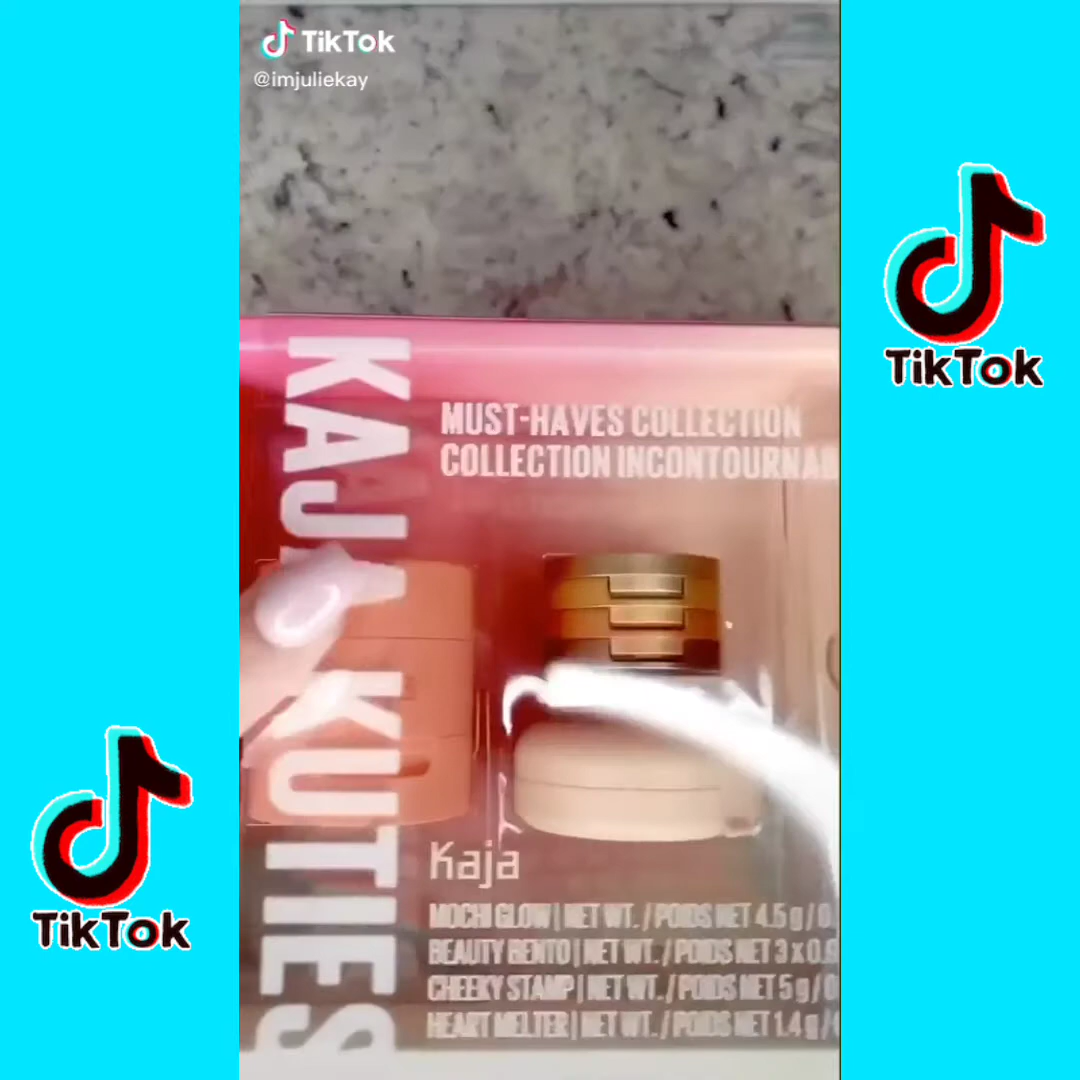 TikTok
@imjuliekay
TikTok
KAJA KUTIES
MUST-HAVES COLLECTION
COLLECTION
Kaja
MOCHI GLOW | NET WT. / POIDS NET 4.5 g / 0.
BEAUTY BENTO | NET WT. / POIDS NET 3 x 0.
CHEEKY STAMP | NET WT. / POIDS NET 5 g / 0
HEART MELTER | NET WT. / POIDS NET 1.4 g /
TikTok